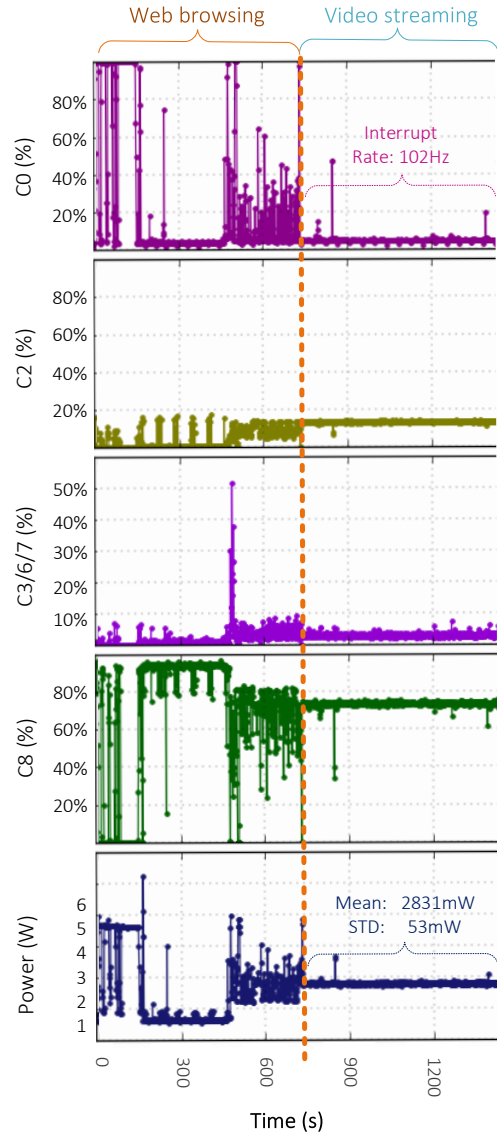 Web browsing
Video streaming
C0 (%)
80%
60%
40%
20%
Interrupt
Rate: 102Hz
C2 (%)
80%
60%
40%
20%
C3/6/7 (%)
50%
40%
30%
20%
10%
C8 (%)
80%
60%
40%
20%
Power (W)
6
5
4
3
2
1
Mean: 2831mW
STD: 53mW
0
300
600
900
1200
Time (s)